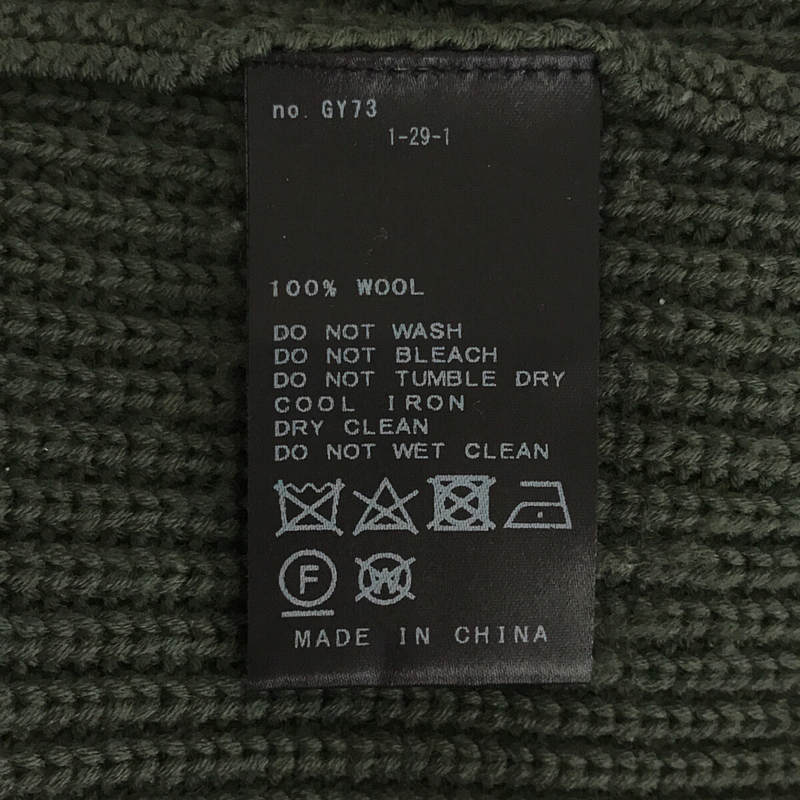 no. GY73
1-29-1
100% WOOL
DO NOT WASH
DO NOT BLEACH
DO NOT TUMBLE DRY
COOL IRON
DRY CLEAN
DO NOT WET CLEAN
F W
MADE IN CHINA